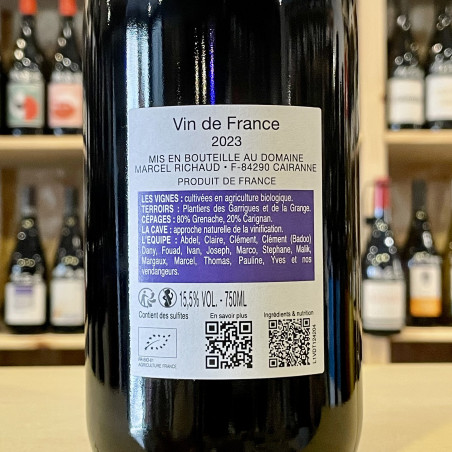 Vin de France
2023
MIS EN BOUTEILLE AU DOMAINE
MARCEL RICHAUD • F-84290 CAIRANNE
PRODUIT DE FRANCE
LES VIGNES : cultivées en agriculture biologique.
TERROIRS : Plantiers des Garrigues et de la Grange.
CÉPAGES : 80% Grenache, 20% Carignan.
LA CAVE : approche naturelle de la vinification.
L'EQUIPE : Abdel, Claire, Clément, Clément (Badoo)
Dany, Fouad, Ivan, Joseph, Marco, Stephane, Malik,
Margaux, Marcel, Thomas, Pauline, Yves et nos
vendangeurs.
15,5% VOL. - 750ML
Contient des sulfites
En savoir plus
Ingrédients & nutrition
AGRICULTURE FRANCE